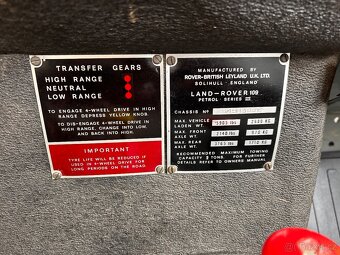 TRANSFER GEARS
HIGH RANGE
NEUTRAL
LOW RANGE
TO ENGAGE 4-WHEEL DRIVE IN HIGH
RANGE DEPRESS YELLOW KNOB.
TO DIS-ENGAGE 4-WHEEL DRIVE IN
HIGH RANGE, CHANGE INTO LOW,
AND BACK INTO HIGH.
IMPORTANT
TYRE LIFE WILL BE REDUCED IF
USED IN 4-WHEEL DRIVE FOR
LONG PERIODS ON THE ROAD.
MANUFACTURED BY
ROVER-BRITISH LEYLAND U.K. LTD.
SOLIHULL - ENGLAND
LAND-ROVER 109
PETROL - SERIES III
CHASSIS Nº
MAX. VEHICLE
LADEN. WT.
MAX. FRONT
AXLE WT.
MAX. REAR
AXLE WT.
RECOMMENDED MAXIMUM TOWING
CAPACITY 2 TONS. FOR FURTHER
DETAILS REFER TO OWNERS MANUAL.